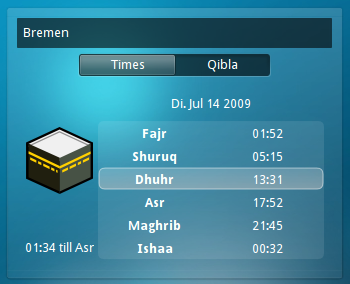 Bremen
Times Qibla
Di. Jul 14 2009
Fajr 01:52
Shuruq 05:15
Dhuhr 13:31
Asr 17:52
Maghrib 21:45
Ishaa 00:32
01:34 till Asr